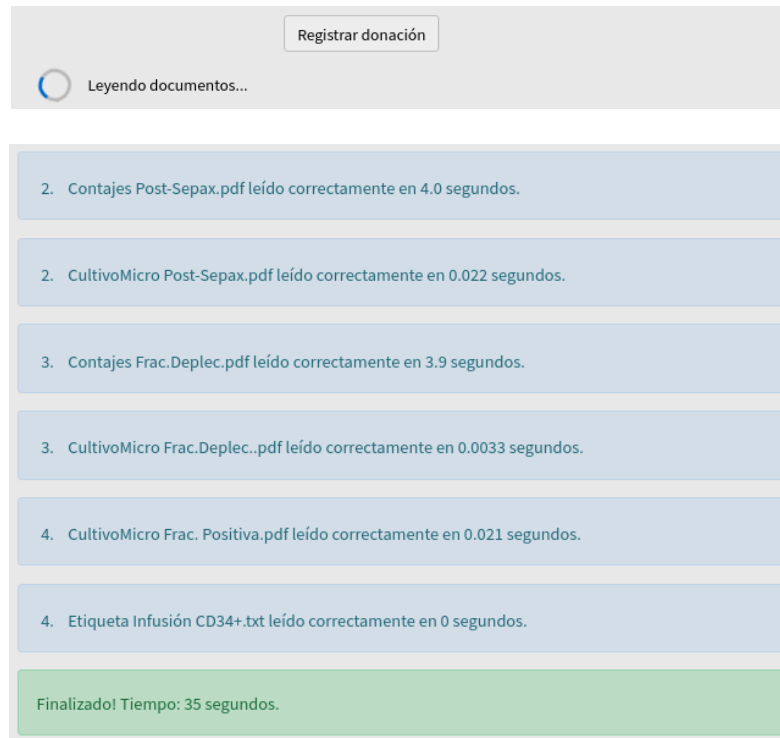 Registrar donación
Leyendo documentos...
2. Contajes Post-Sepax.pdf leído correctamente en 4.0 segundos.
2. CultivoMicro Post-Sepax.pdf leído correctamente en 0.022 segundos.
3. Contajes Frac.Deplec.pdf leído correctamente en 3.9 segundos.
3. CultivoMicro Frac.Deplec..pdf leído correctamente en 0.0033 segundos.
4. CultivoMicro Frac. Positiva.pdf leído correctamente en 0.021 segundos.
4. Etiqueta Infusión CD34+.txt leído correctamente en 0 segundos.
Finalizado! Tiempo: 35 segundos.